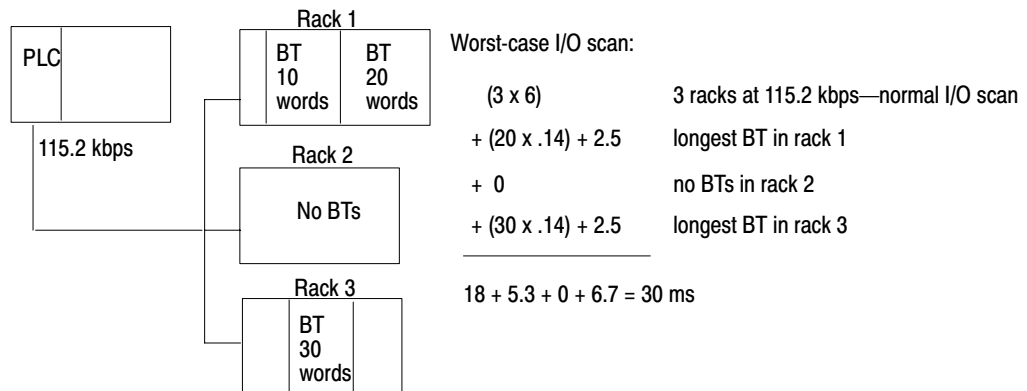 Rack 1
PLC
BT
10
words
BT
20
words
115.2 kbps
Rack 2
No BTs
Rack 3
BT
30
words
Worst-case I/O scan:
(3 x 6) 3 racks at 115.2 kbps—normal I/O scan
+ (20 x .14) + 2.5 longest BT in rack 1
+ 0 no BTs in rack 2
+ (30 x .14) + 2.5 longest BT in rack 3
18 + 5.3 + 0 + 6.7 = 30 ms